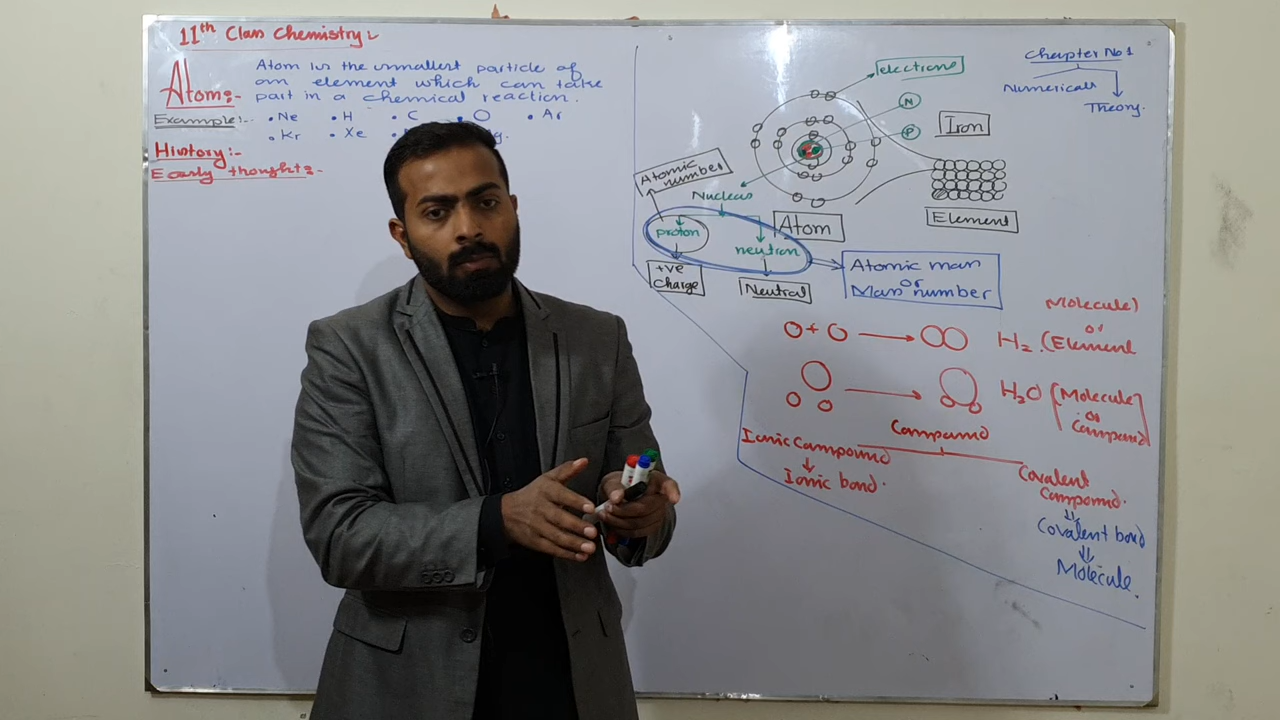 11th Class Chemistry:
Atom:-
Atom is the smallest particle of
an element which can take
part in a chemical reaction.
Example:-
• Ne • H • C • O • Ar
• Kr • Xe
History:-
Early thoughts:-
electrons
N
P
Iron
Chapter No 1
Numericals
Theory.
Atomic
number
Nucleus
proton
neutron
Atom
Element
+ve
charge
Neutral
Atomic mass
or
Mass number
Molecule)
or
+ → H2. (Element
→ H2O (Molecule
or
Compound
Compound
Ionic Compound
↓
Ionic bond.
Covalent
Compound.
⇓
Covalent bond
⇓
Molecule.